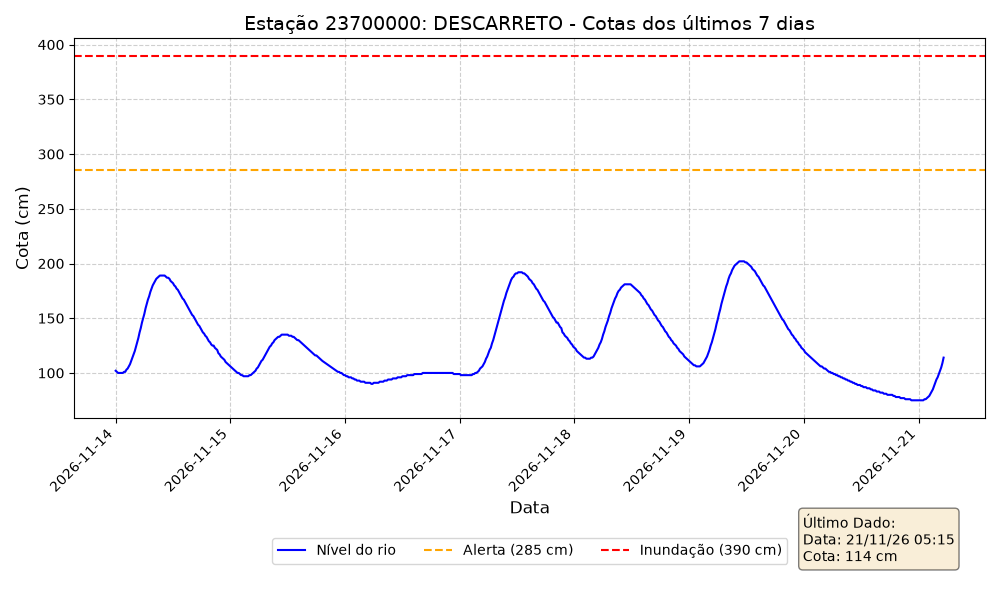 Estação 23700000: DESCARRETO - Cotas dos últimos 7 dias
Cota (cm)
400
350
300
250
200
150
100
2026-11-14
2026-11-15
2026-11-16
2026-11-17
2026-11-18
2026-11-19
2026-11-20
2026-11-21
Data
Nível do rio
Alerta (285 cm)
Inundação (390 cm)
Último Dado:
Data: 21/11/26 05:15
Cota: 114 cm